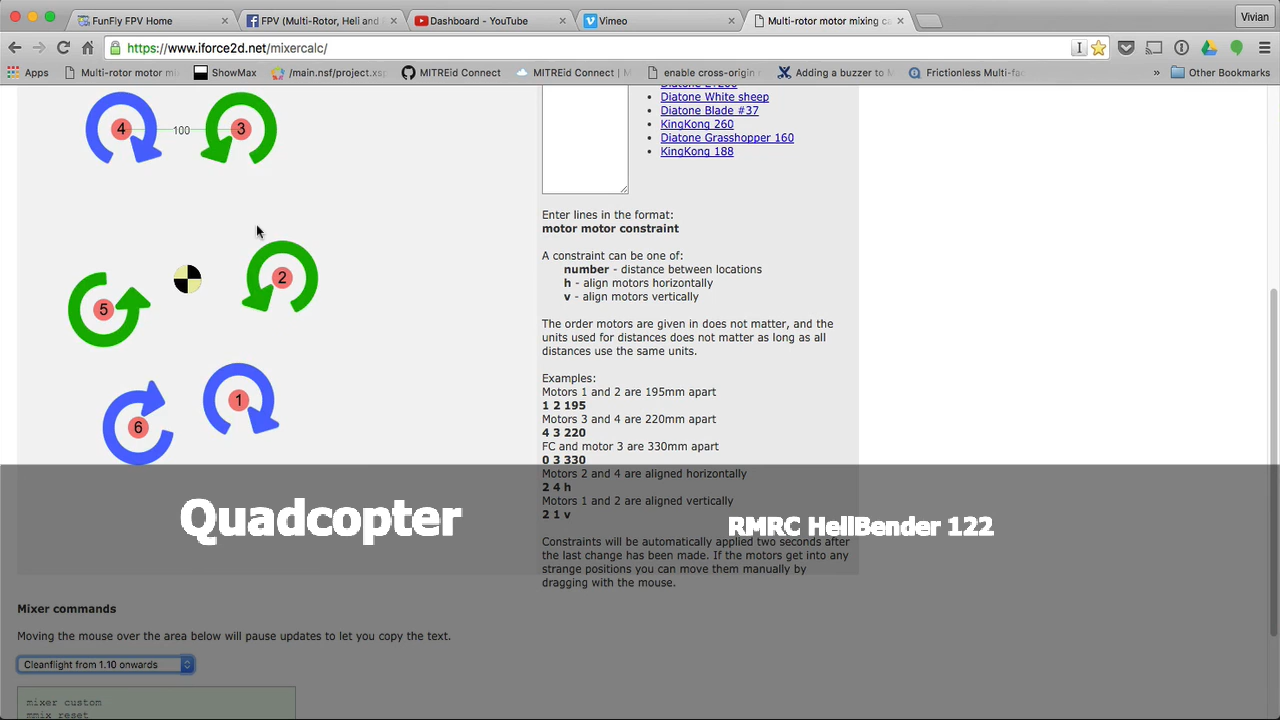 FunFly FPV Home
FPV (Multi-Rotor, Heli and
Dashboard - YouTube
Vimeo
Multi-rotor motor mixing ca
Vivian
https://www.iforce2d.net/mixercalc/
Apps
Multi-rotor motor mi
ShowMax
/main.nsf/project.xsp
MITREid Connect
MITREid Connect | M
enable cross-origin
Adding a buzzer to M
Frictionless Multi-fac
»
Other Bookmarks
4
100
3
2
5
1
6
Diatone White sheep
Diatone Blade #37
KingKong 260
Diatone Grasshopper 160
KingKong 188
Enter lines in the format:
motor motor constraint
A constraint can be one of:
number - distance between locations
h - align motors horizontally
v - align motors vertically
The order motors are given in does not matter, and the
units used for distances does not matter as long as all
distances use the same units.
Examples:
Motors 1 and 2 are 195mm apart
1 2 195
Motors 3 and 4 are 220mm apart
4 3 220
FC and motor 3 are 330mm apart
0 3 330
Motors 2 and 4 are aligned horizontally
2 4 h
Motors 1 and 2 are aligned vertically
2 1 v
Constraints will be automatically applied two seconds after
the last change has been made. If the motors get into any
strange positions you can move them manually by
dragging with the mouse.
Quadcopter
RMRC HellBender 122
Mixer commands
Moving the mouse over the area below will pause updates to let you copy the text.
Cleanflight from 1.10 onwards
mixer custom
mmix reset